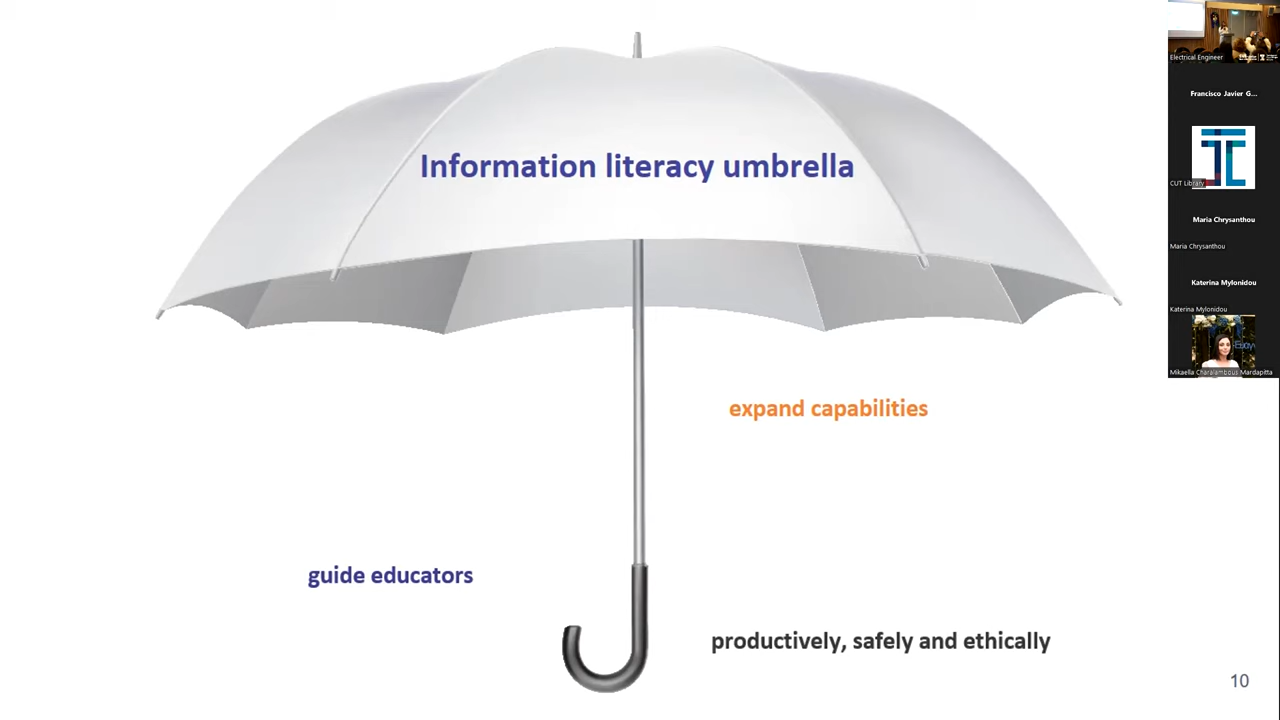 Information literacy umbrella
expand capabilities
guide educators
productively, safely and ethically
10
Electrical Engineer
Francisco Javier G...
CUT Library
Maria Chrysanthou
Maria Chrysanthou
Katerina Mylonidou
Katerina Mylonidou
Mikaella Charalambous Mardapitta